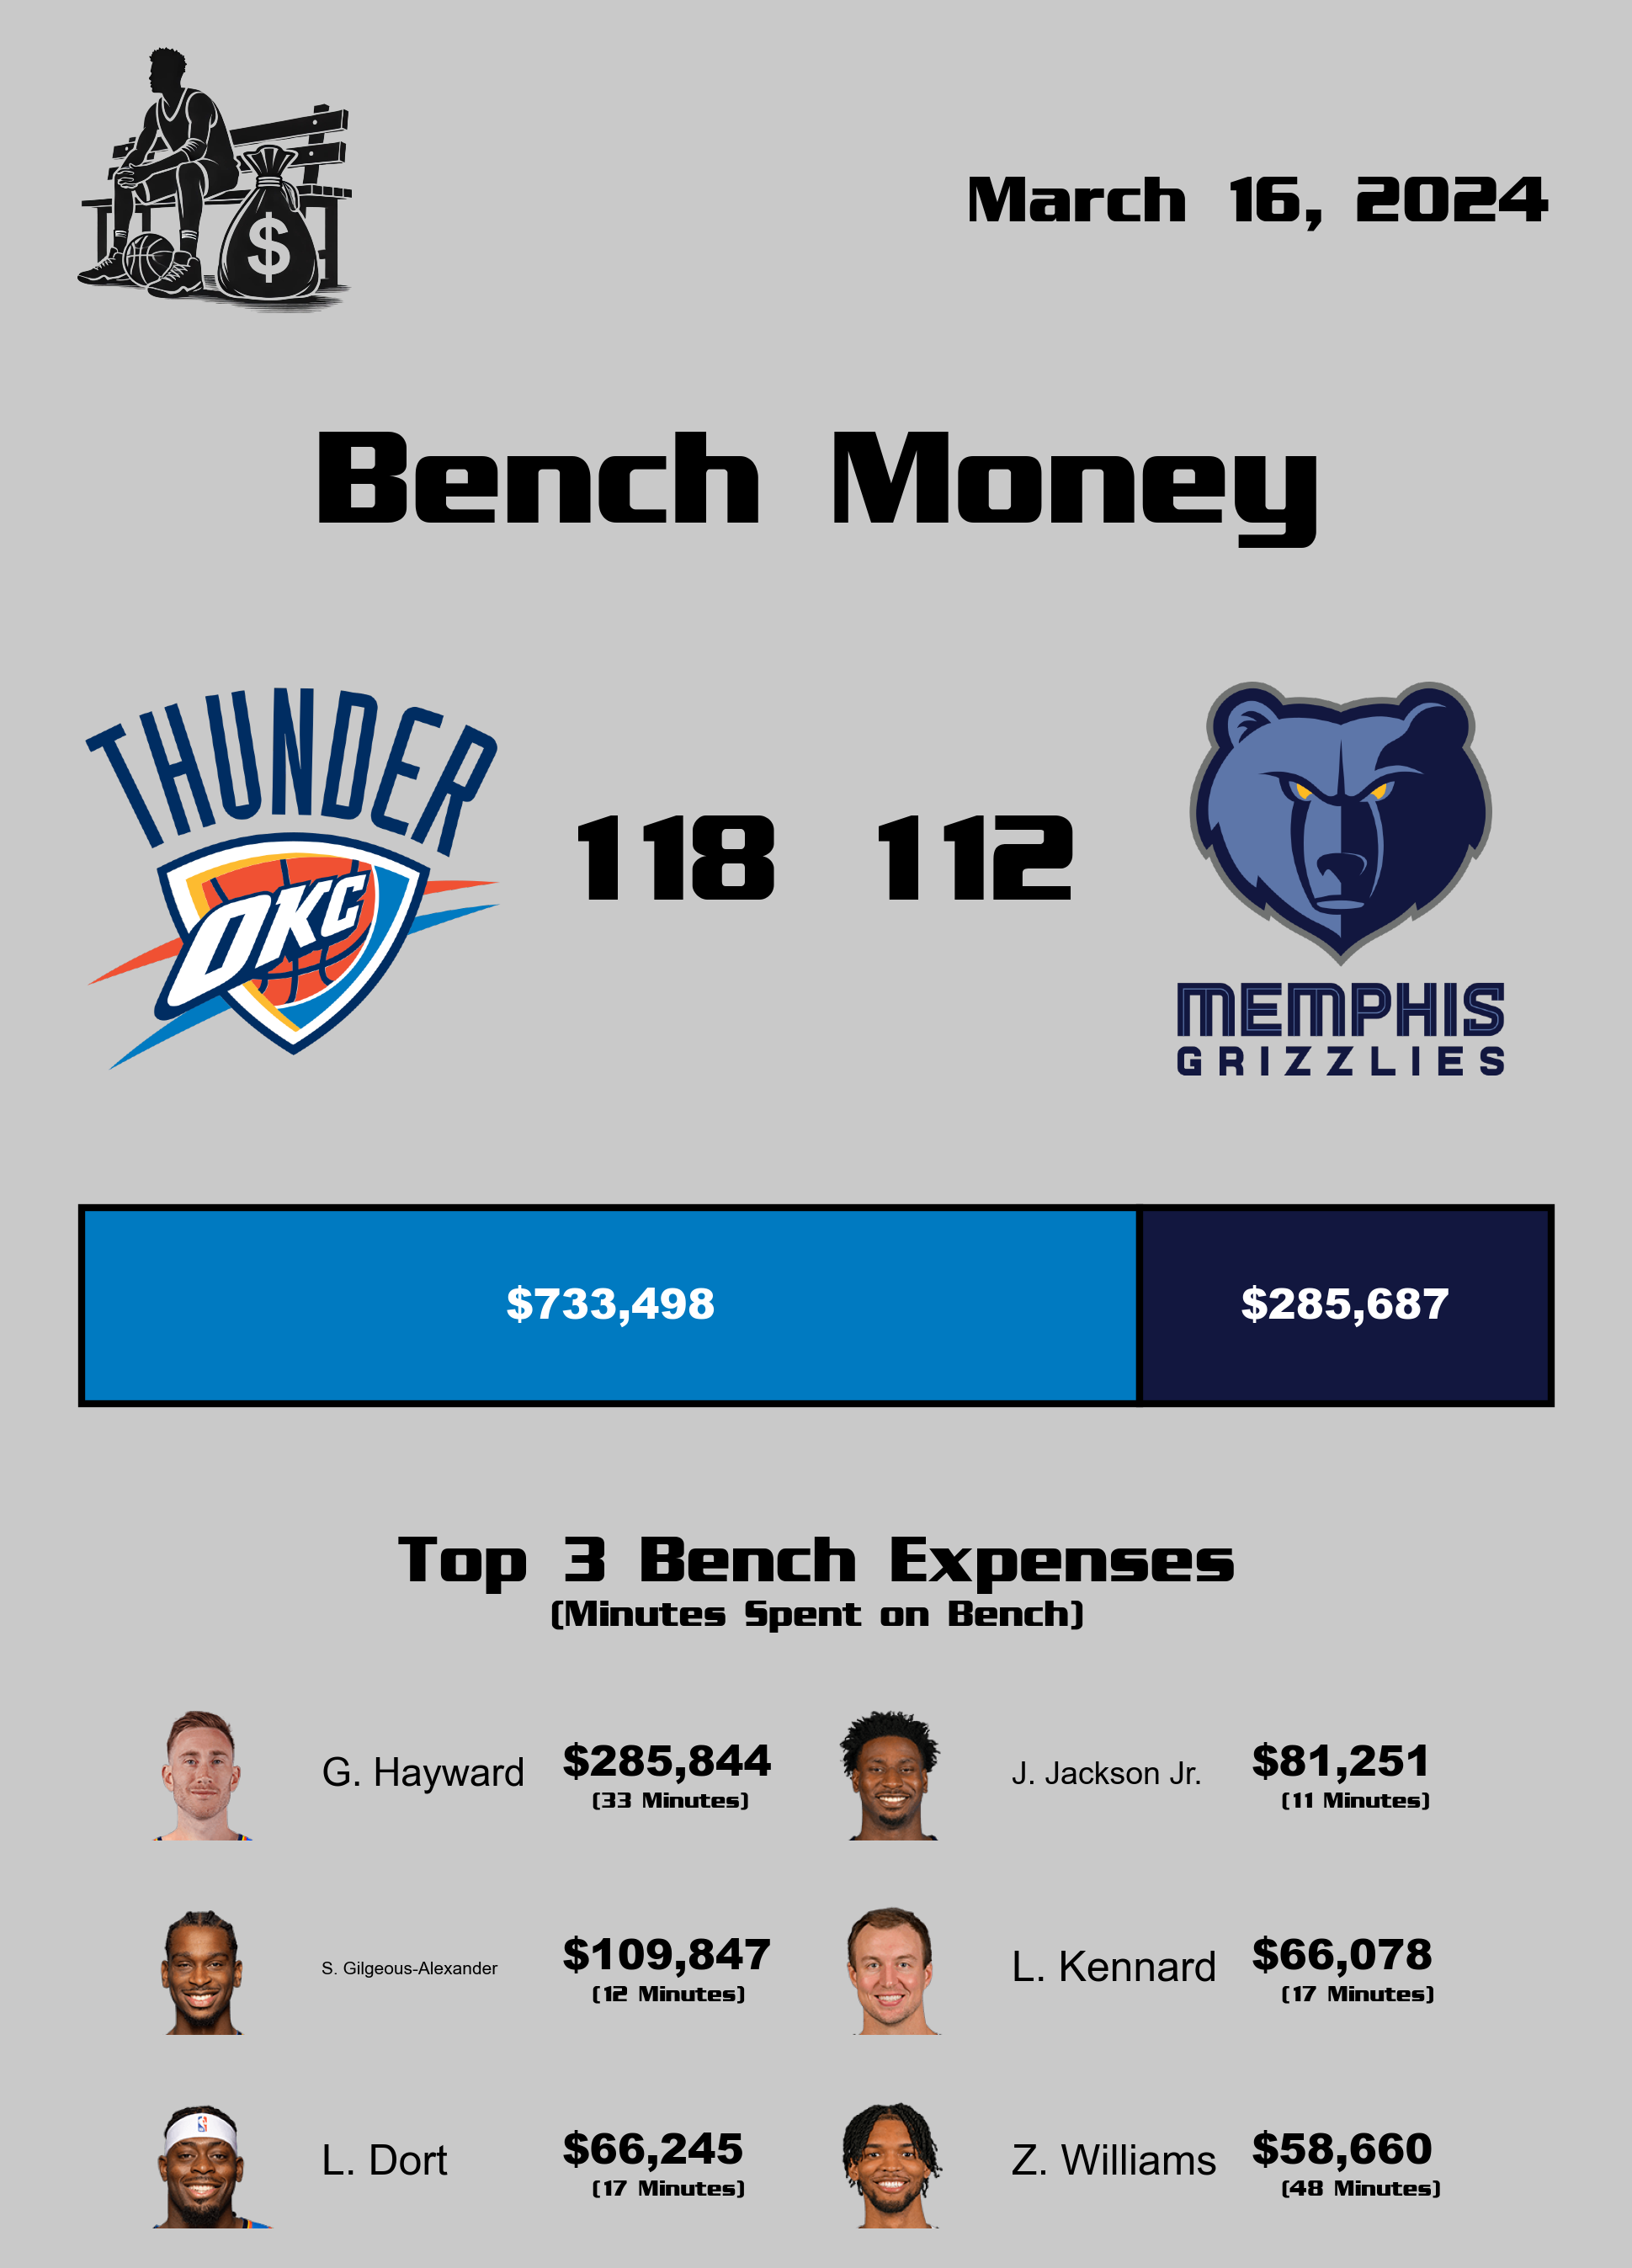 $
March 16, 2024
Bench Money
THUNDER
OKC
118 112
MEMPHIS
GRIZZLIES
$733,498 $285,687
Top 3 Bench Expenses
(Minutes Spent on Bench)
G. Hayward $285,844
(33 Minutes)
J. Jackson Jr. $81,251
(11 Minutes)
S. Gilgeous-Alexander $109,847
(12 Minutes)
L. Kennard $66,078
(17 Minutes)
L. Dort $66,245
(17 Minutes)
Z. Williams $58,660
(48 Minutes)